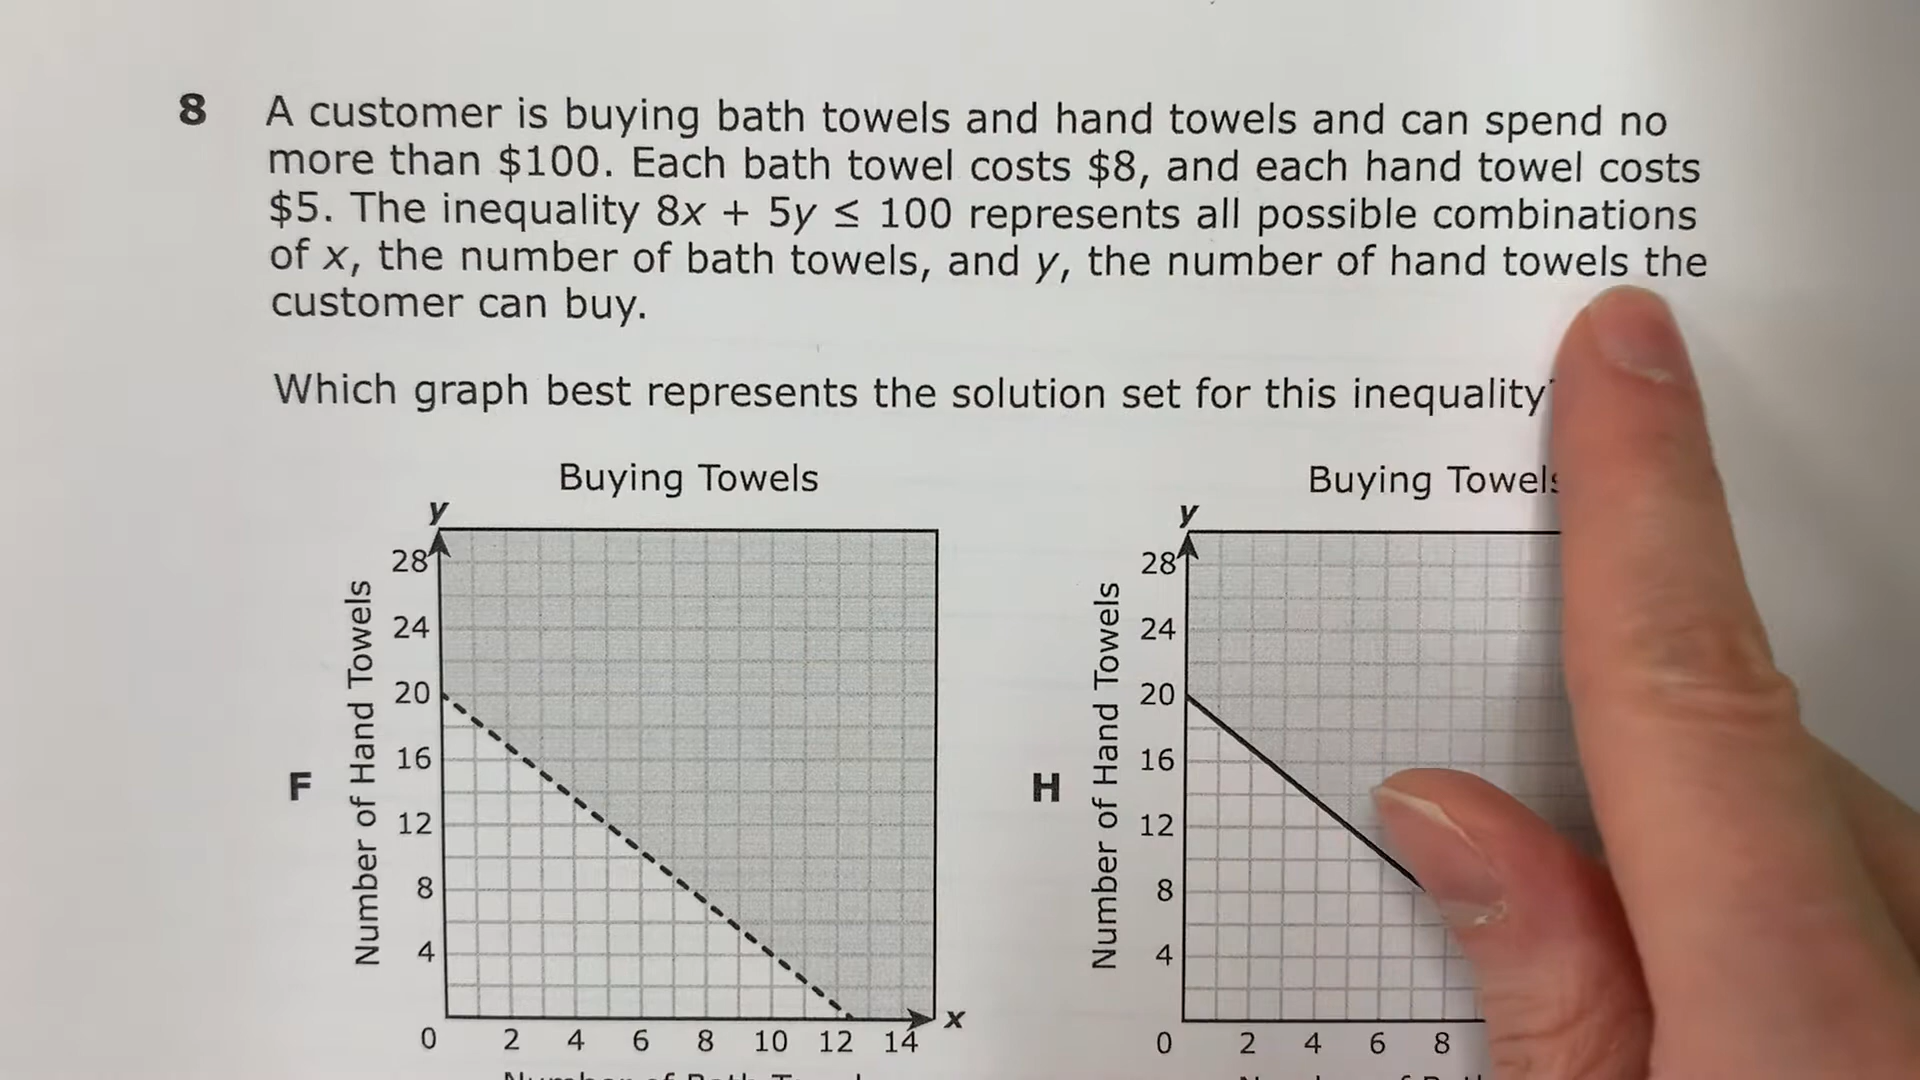 8 A customer is buying bath towels and hand towels and can spend no
more than $100. Each bath towel costs $8, and each hand towel costs
$5. The inequality 8x + 5y ≤ 100 represents all possible combinations
of x, the number of bath towels, and y, the number of hand towels the
customer can buy.
Which graph best represents the solution set for this inequality
Buying Towels
y
28
24
20
16
12
8
4
0 2 4 6 8 10 12 14
x
Number of Hand Towels
F
Buying Towels
y
28
24
20
16
12
8
4
0 2 4 6 8
Number of Hand Towels
H